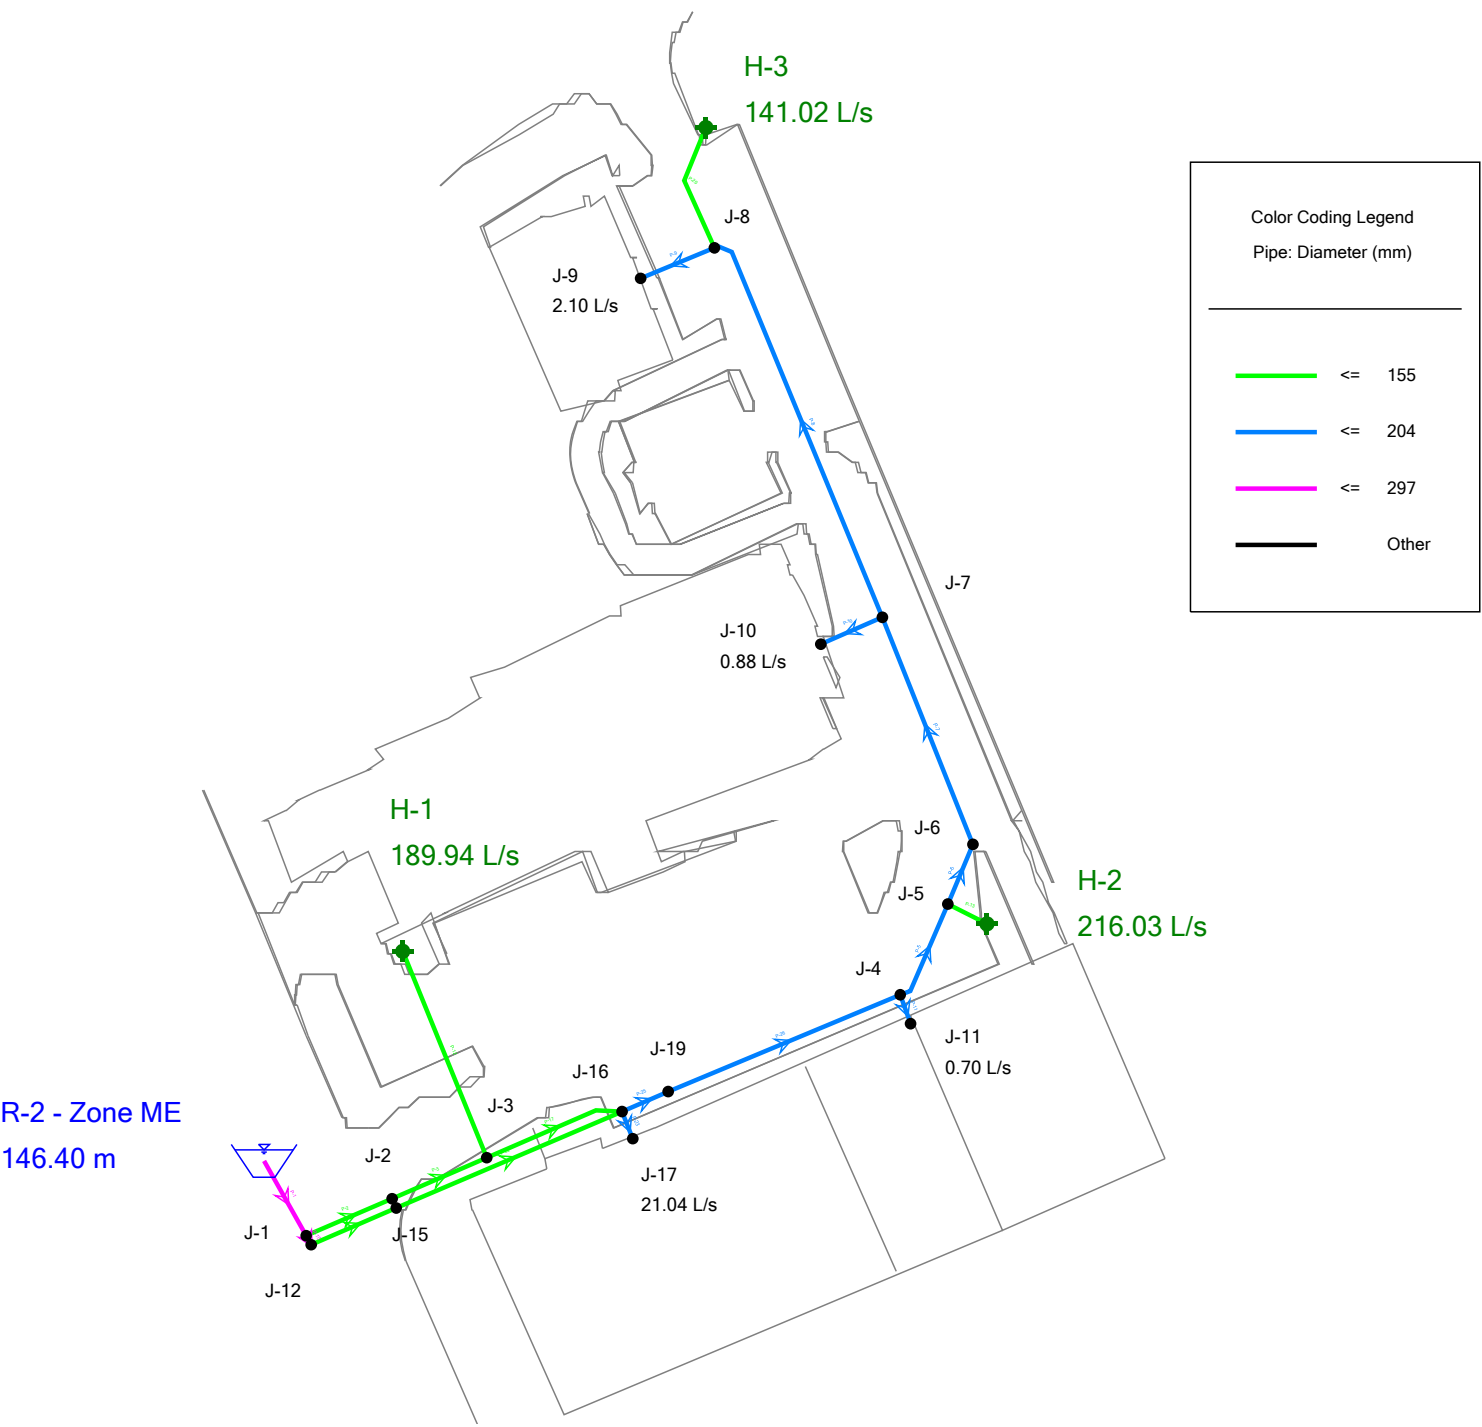 H-3
141.02 L/s
Color Coding Legend
Pipe: Diameter (mm)
<= 155
<= 204
<= 297
Other
J-8
J-9
2.10 L/s
J-7
J-10
0.88 L/s
H-1
189.94 L/s
J-6
H-2
216.03 L/s
J-5
J-4
J-11
0.70 L/s
J-19
J-16
J-3
R-2 - Zone ME
146.40 m
J-2
J-17
21.04 L/s
J-1
J-15
J-12